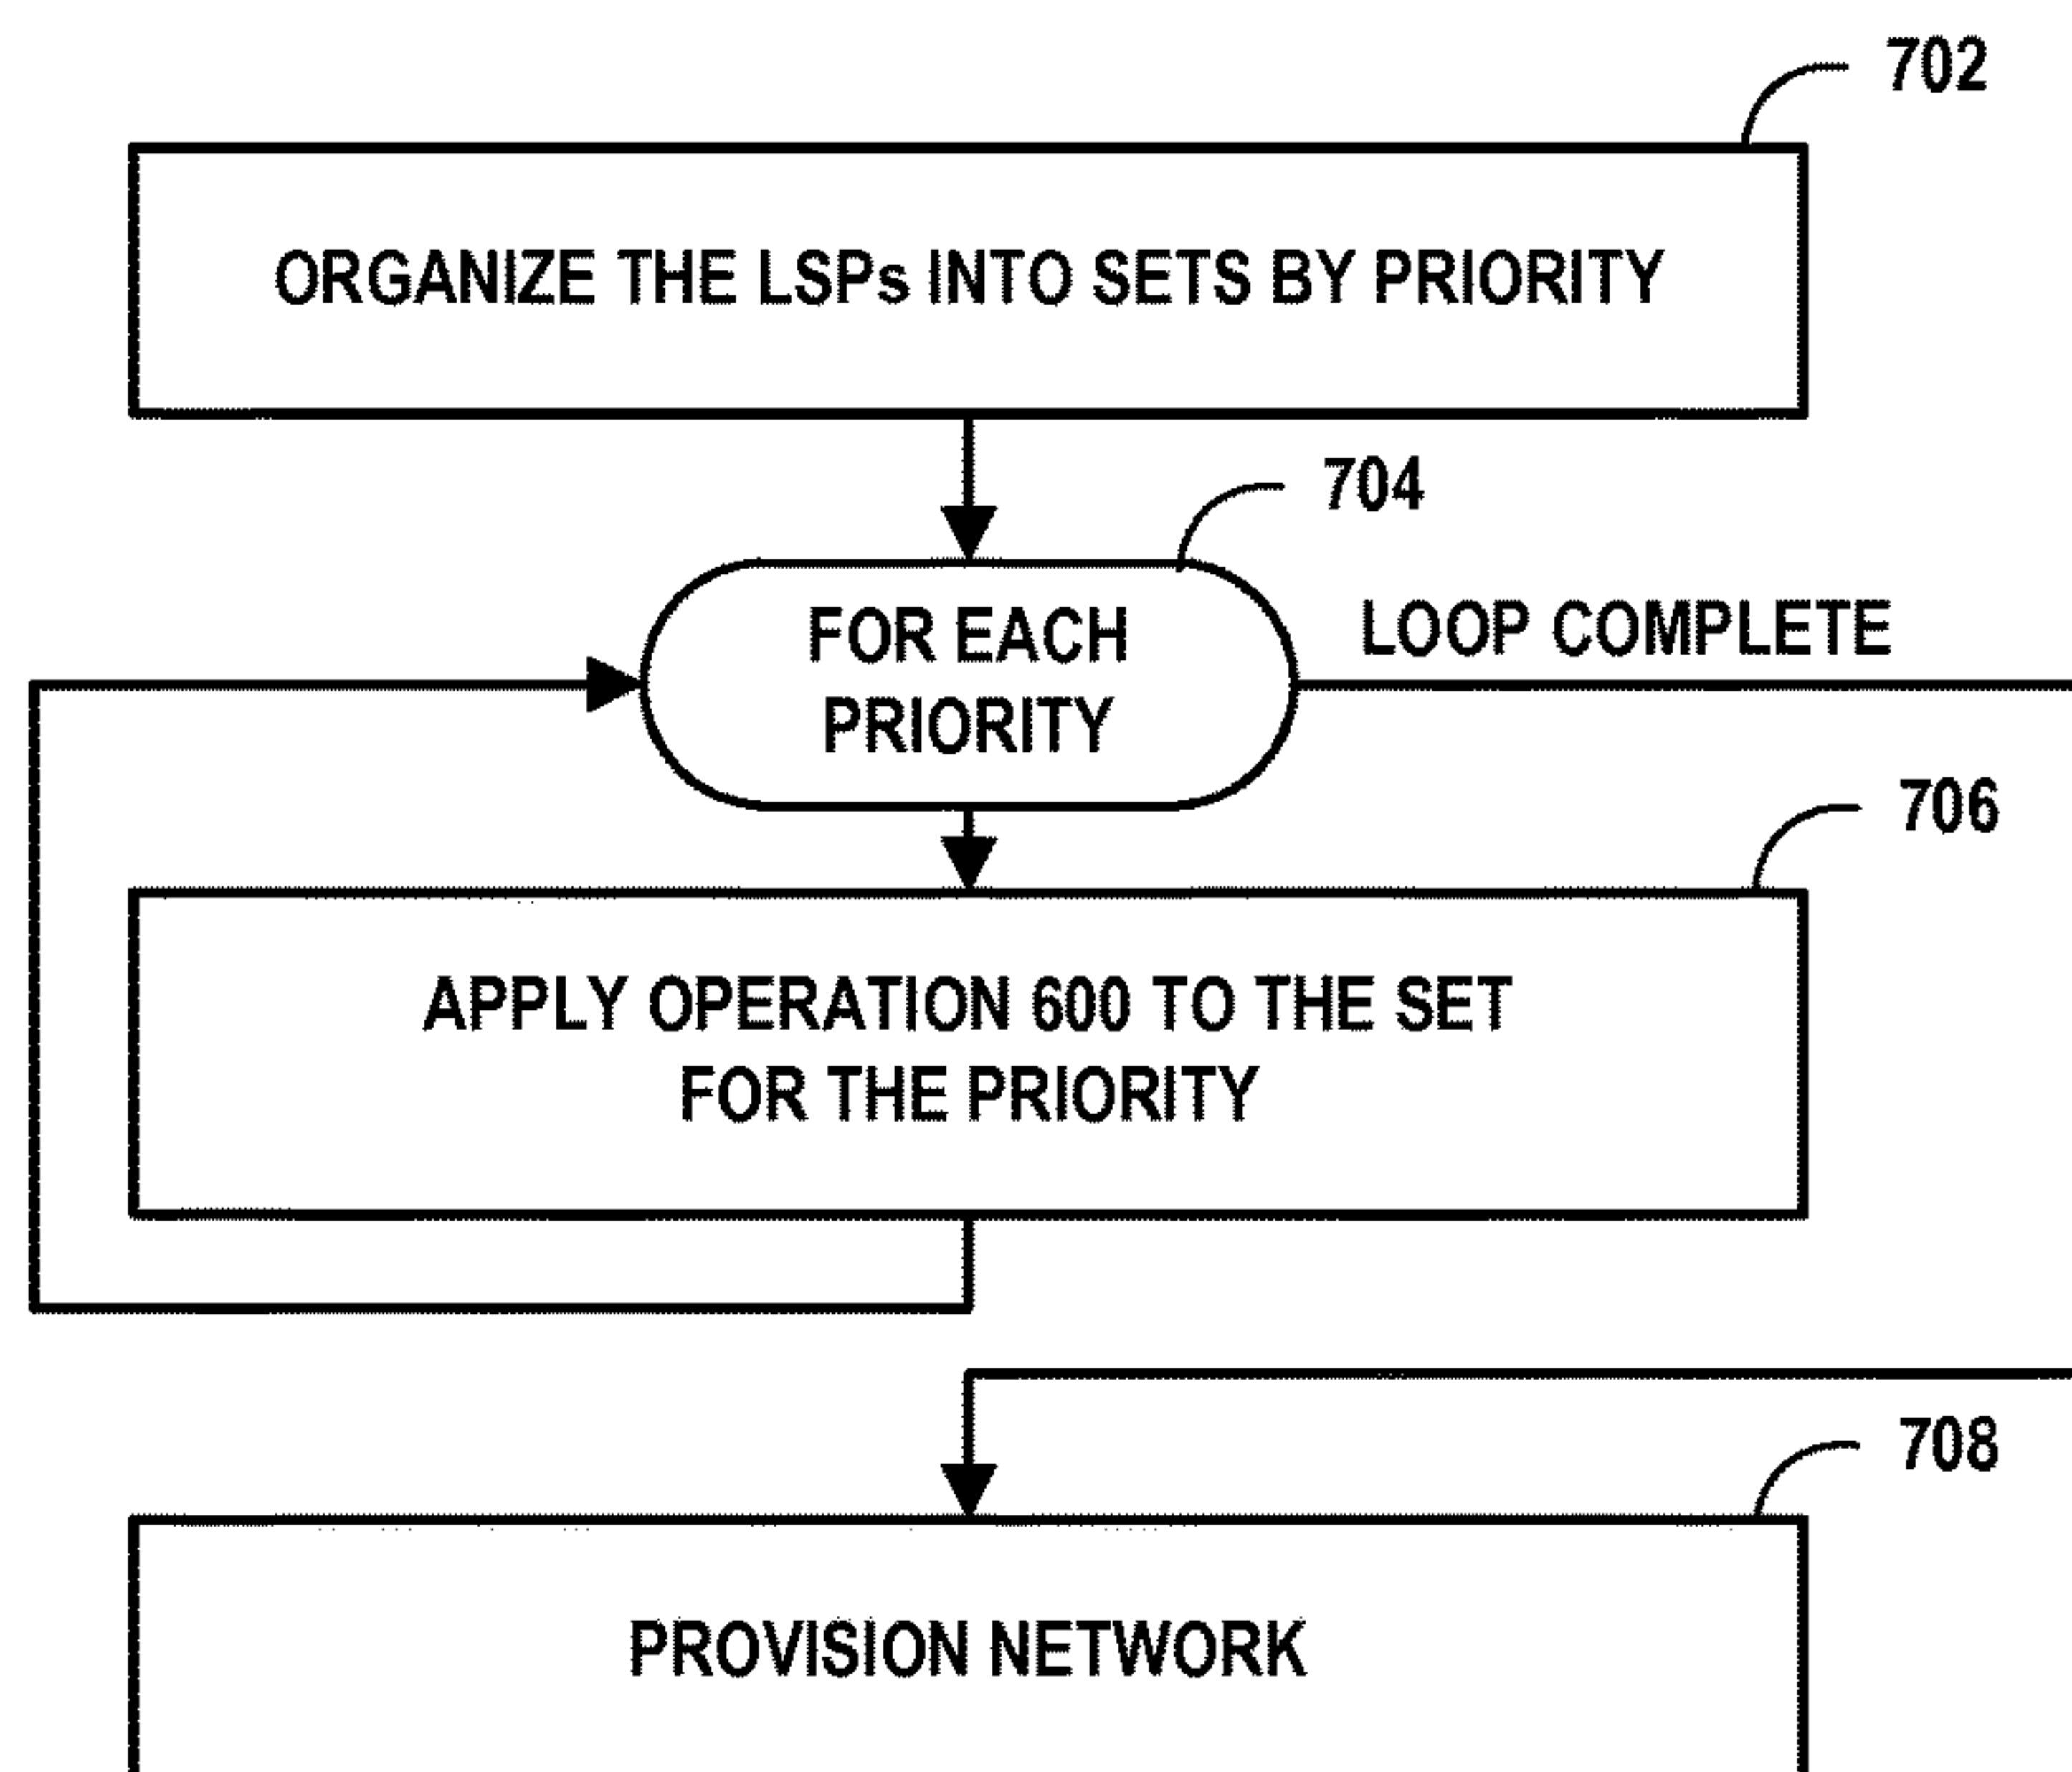 702
ORGANIZE THE LSPs INTO SETS BY PRIORITY
704
FOR EACH
PRIORITY
LOOP COMPLETE
706
APPLY OPERATION 600 TO THE SET
FOR THE PRIORITY
708
PROVISION NETWORK